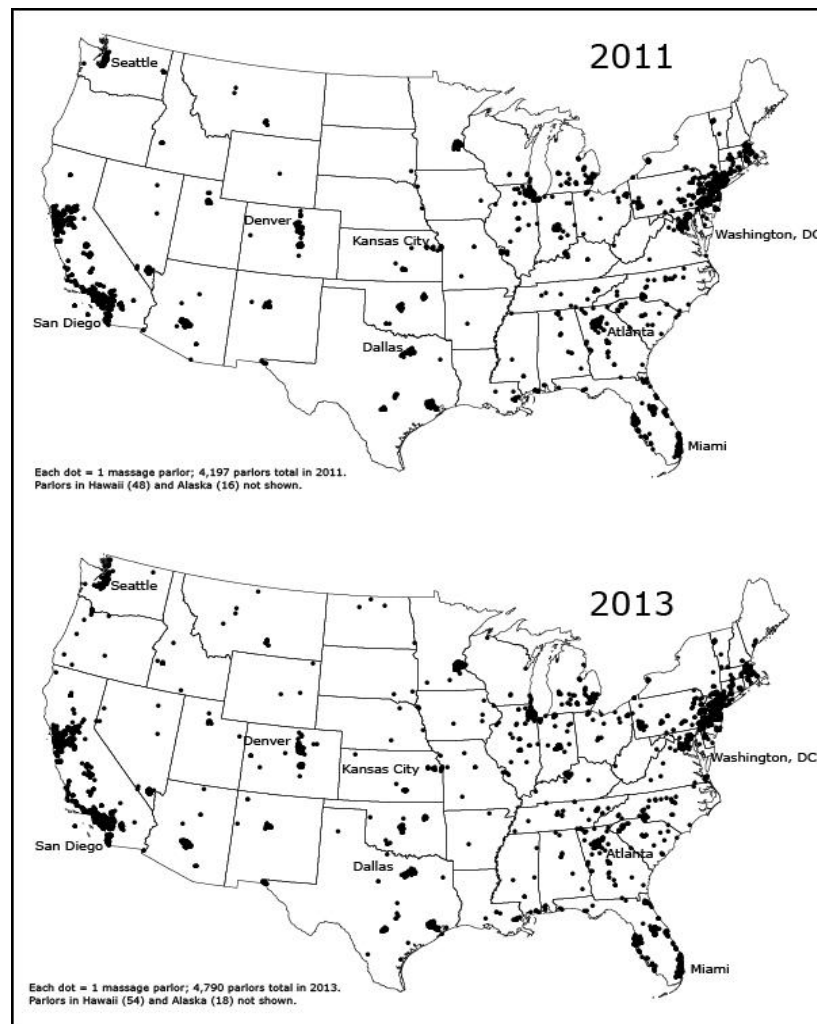 2011
Seattle
Denver
Kansas City
Washington, DC
San Diego
Atlanta
Dallas
Miami
Each dot = 1 massage parlor; 4,197 parlors total in 2011.
Parlors in Hawaii (48) and Alaska (16) not shown.
2013
Seattle
Denver
Kansas City
Washington, DC
San Diego
Atlanta
Dallas
Miami
Each dot = 1 massage parlor; 4,790 parlors total in 2013.
Parlors in Hawaii (54) and Alaska (18) not shown.